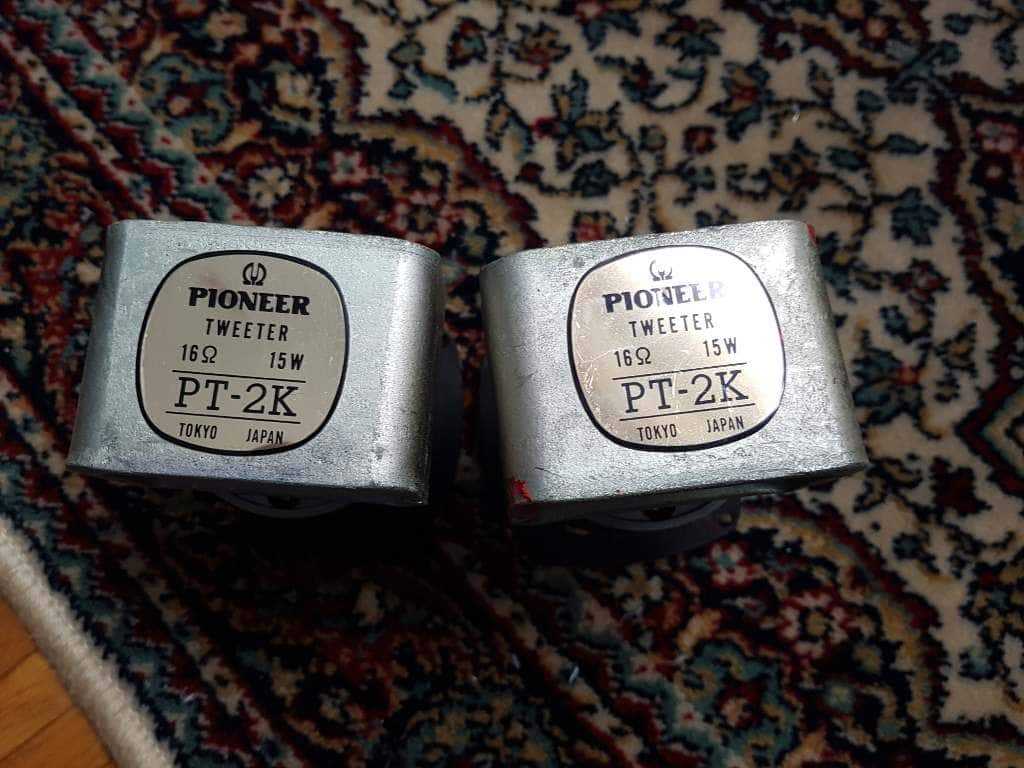 PIONEER
TWEETER
16Ω 15W
PT-2K
TOKYO JAPAN
PIONEER
TWEETER
16Ω 15W
PT-2K
TOKYO JAPAN